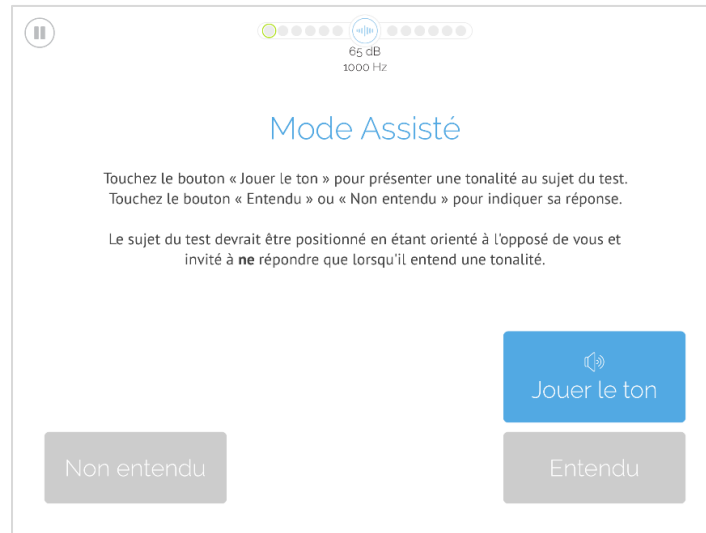 65 dB
1000 Hz
Mode Assisté
Touchez le bouton « Jouer le ton » pour présenter une tonalité au sujet du test.
Touchez le bouton « Entendu » ou « Non entendu » pour indiquer sa réponse.
Le sujet du test devrait être positionné en étant orienté à l'opposé de vous et
invité à ne répondre que lorsqu'il entend une tonalité.
Jouer le ton
Non entendu
Entendu